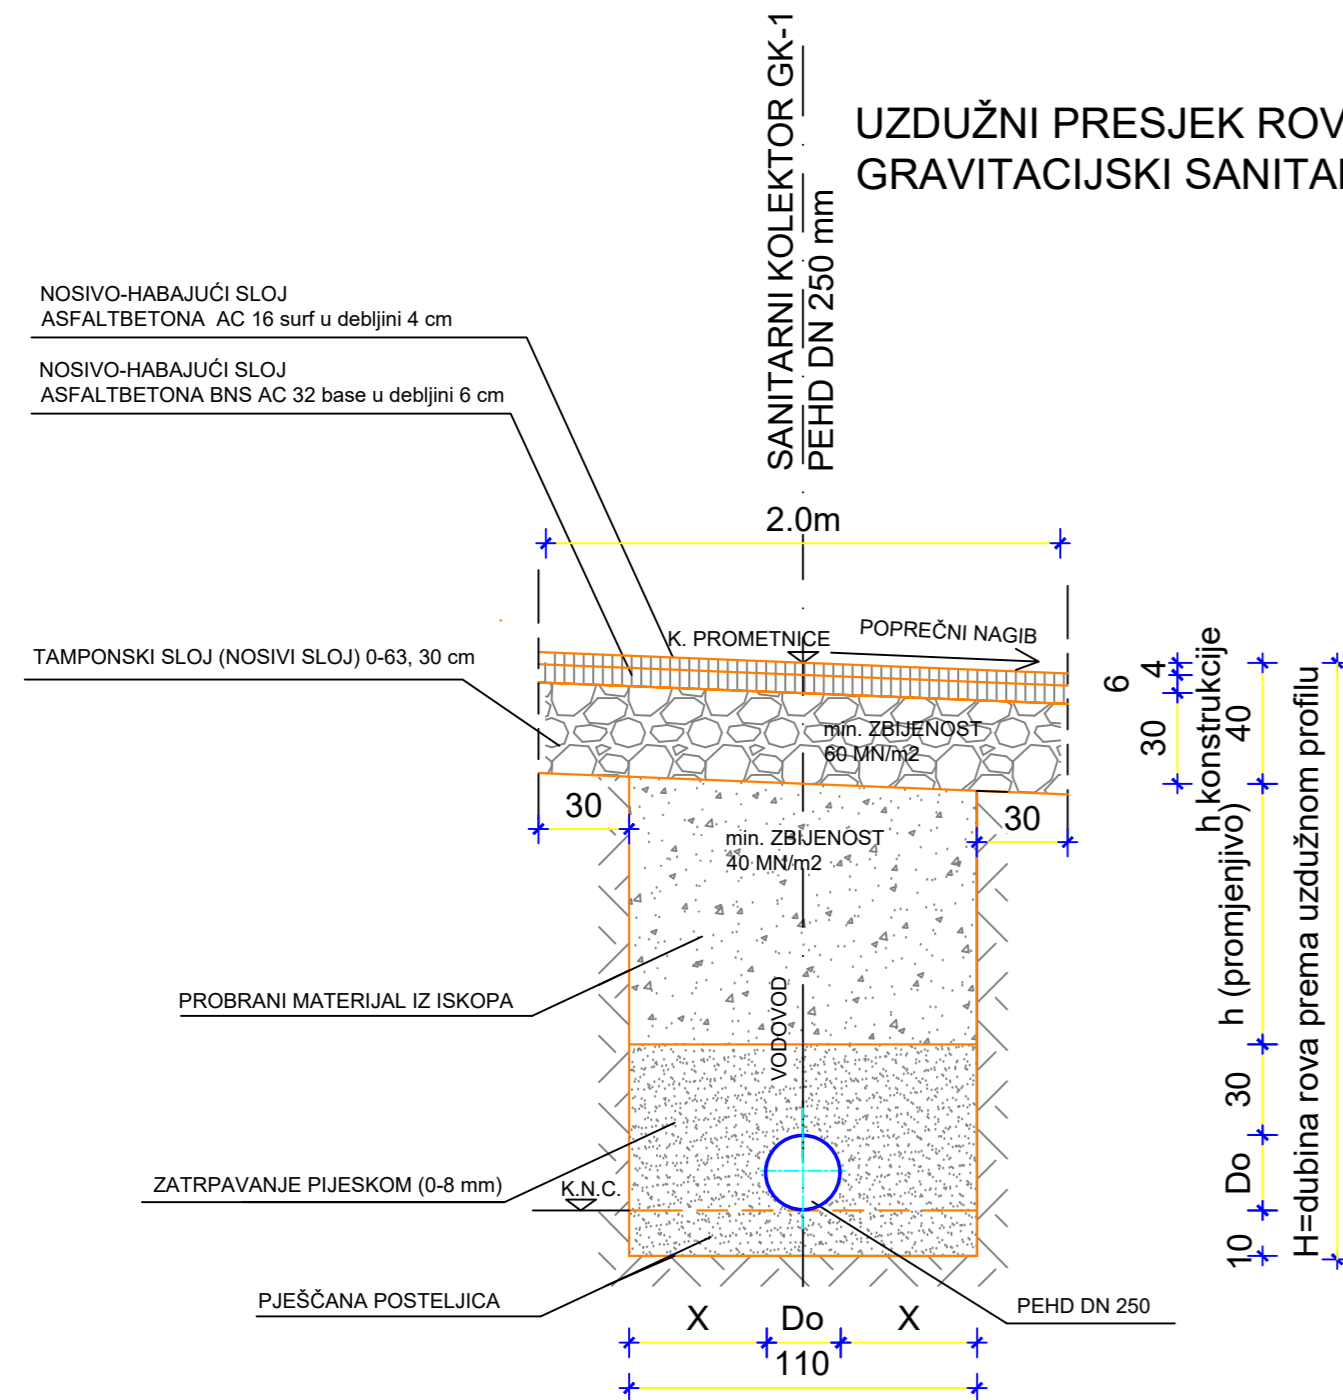 SANITARNI KOLEKTOR GK-1
PEHD DN 250 mm
UZDUŽNI PRESJEK ROV
GRAVITACIJSKI SANITA
NOSIVO-HABAJUĆI SLOJ
ASFALTBETONA AC 16 surf u debljini 4 cm
NOSIVO-HABAJUĆI SLOJ
ASFALTBETONA BNS AC 32 base u debljini 6 cm
2.0m
K. PROMETNICE
POPREČNI NAGIB
TAMPONSKI SLOJ (NOSIVI SLOJ) 0-63, 30 cm
min. ZBIJENOST
60 MN/m2
30
30
min. ZBIJENOST
40 MN/m2
6
4
30
h konstrukcije
40
h (promjenjivo)
30
Do
10
H=dubina rova prema uzdužnom profilu
PROBRANI MATERIJAL IZ ISKOPA
VODOVOD
ZATRPAVANJE PIJESKOM (0-8 mm)
K.N.C.
PJEŠČANA POSTELJICA
PEHD DN 250
X
Do
X
110